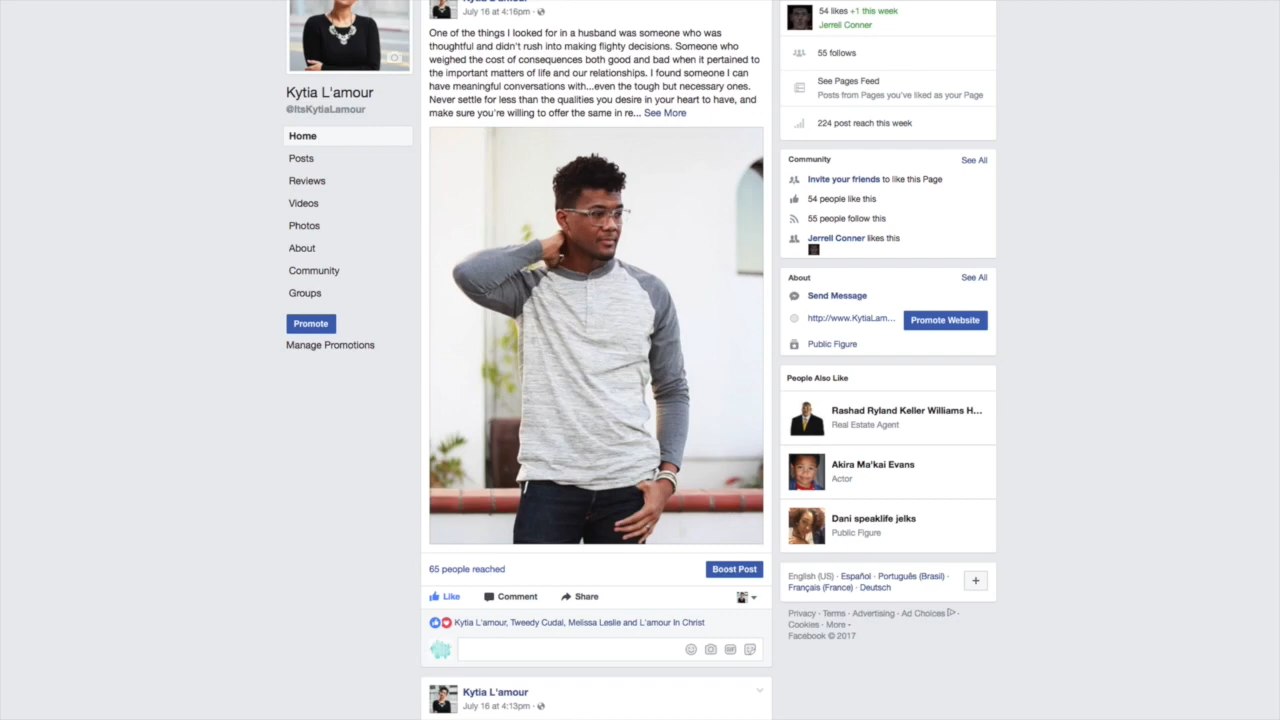 Kytia L'amour
@ItsKytiaLamour
Home
Posts
Reviews
Videos
Photos
About
Community
Groups
Promote
Manage Promotions
July 16 at 4:16pm ·
One of the things I looked for in a husband was someone who was
thoughtful and didn't rush into making flighty decisions. Someone who
weighed the cost of consequences both good and bad when it pertained to
the important matters of life and our relationships. I found someone I can
have meaningful conversations with...even the tough but necessary ones.
Never settle for less than the qualities you desire in your heart to have, and
make sure you're willing to offer the same in re... See More
65 people reached
Boost Post
Like Comment Share
Kytia L'amour, Tweedy Cudal, Melissa Leslie and L'amour In Christ
Kytia L'amour
July 16 at 4:13pm ·
54 likes +1 this week
Jerrell Conner
55 follows
See Pages Feed
Posts from Pages you've liked as your Page
224 post reach this week
Community See All
Invite your friends to like this Page
54 people like this
55 people follow this
Jerrell Conner likes this
About See All
Send Message
http://www.KytiaLam... Promote Website
Public Figure
People Also Like
Rashad Ryland Keller Williams H...
Real Estate Agent
Akira Ma'kai Evans
Actor
Dani speaklife jelks
Public Figure
English (US) · Español · Português (Brasil) ·
Français (France) · Deutsch
+
Privacy · Terms · Advertising · Ad Choices ·
Cookies · More
Facebook © 2017